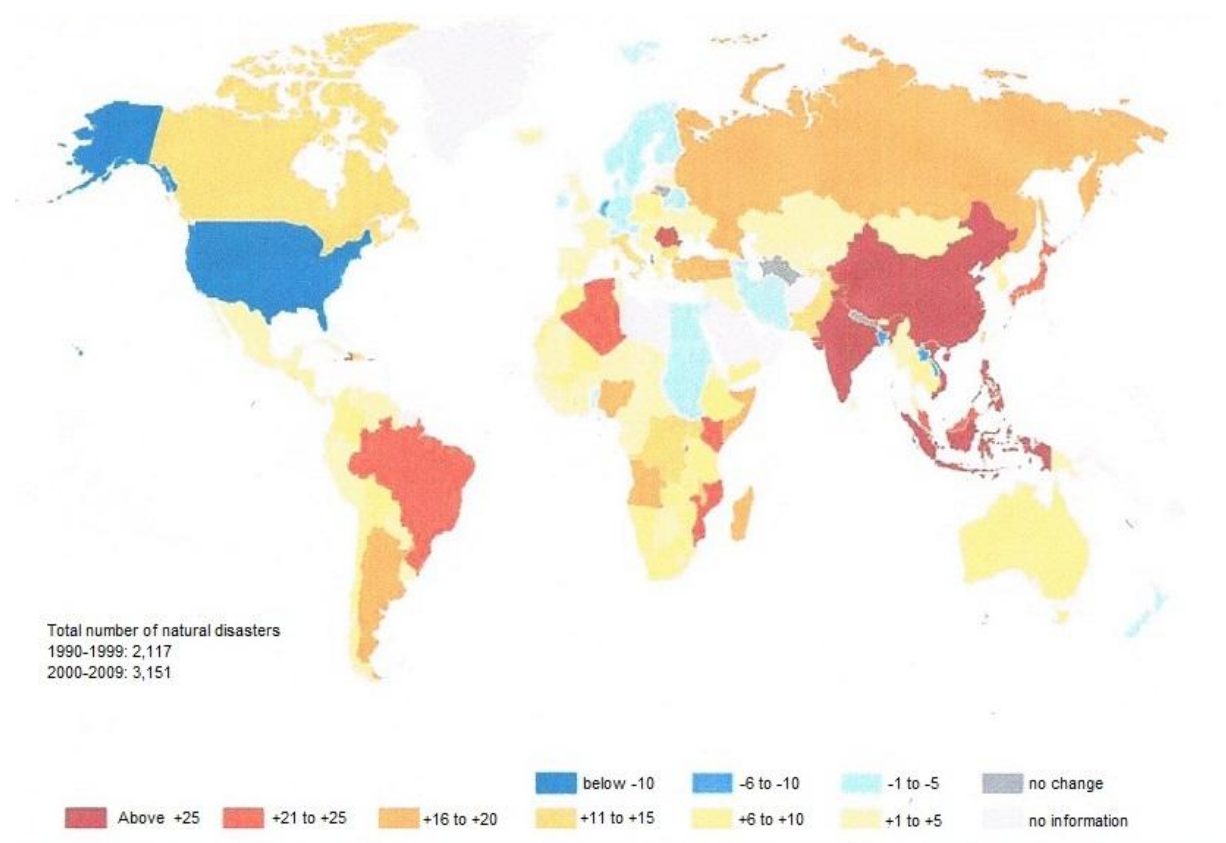 Total number of natural disasters
1990-1999: 2,117
2000-2009: 3,151
below -10
-6 to -10
-1 to -5
no change
Above +25
+21 to +25
+16 to +20
+11 to +15
+6 to +10
+1 to +5
no information